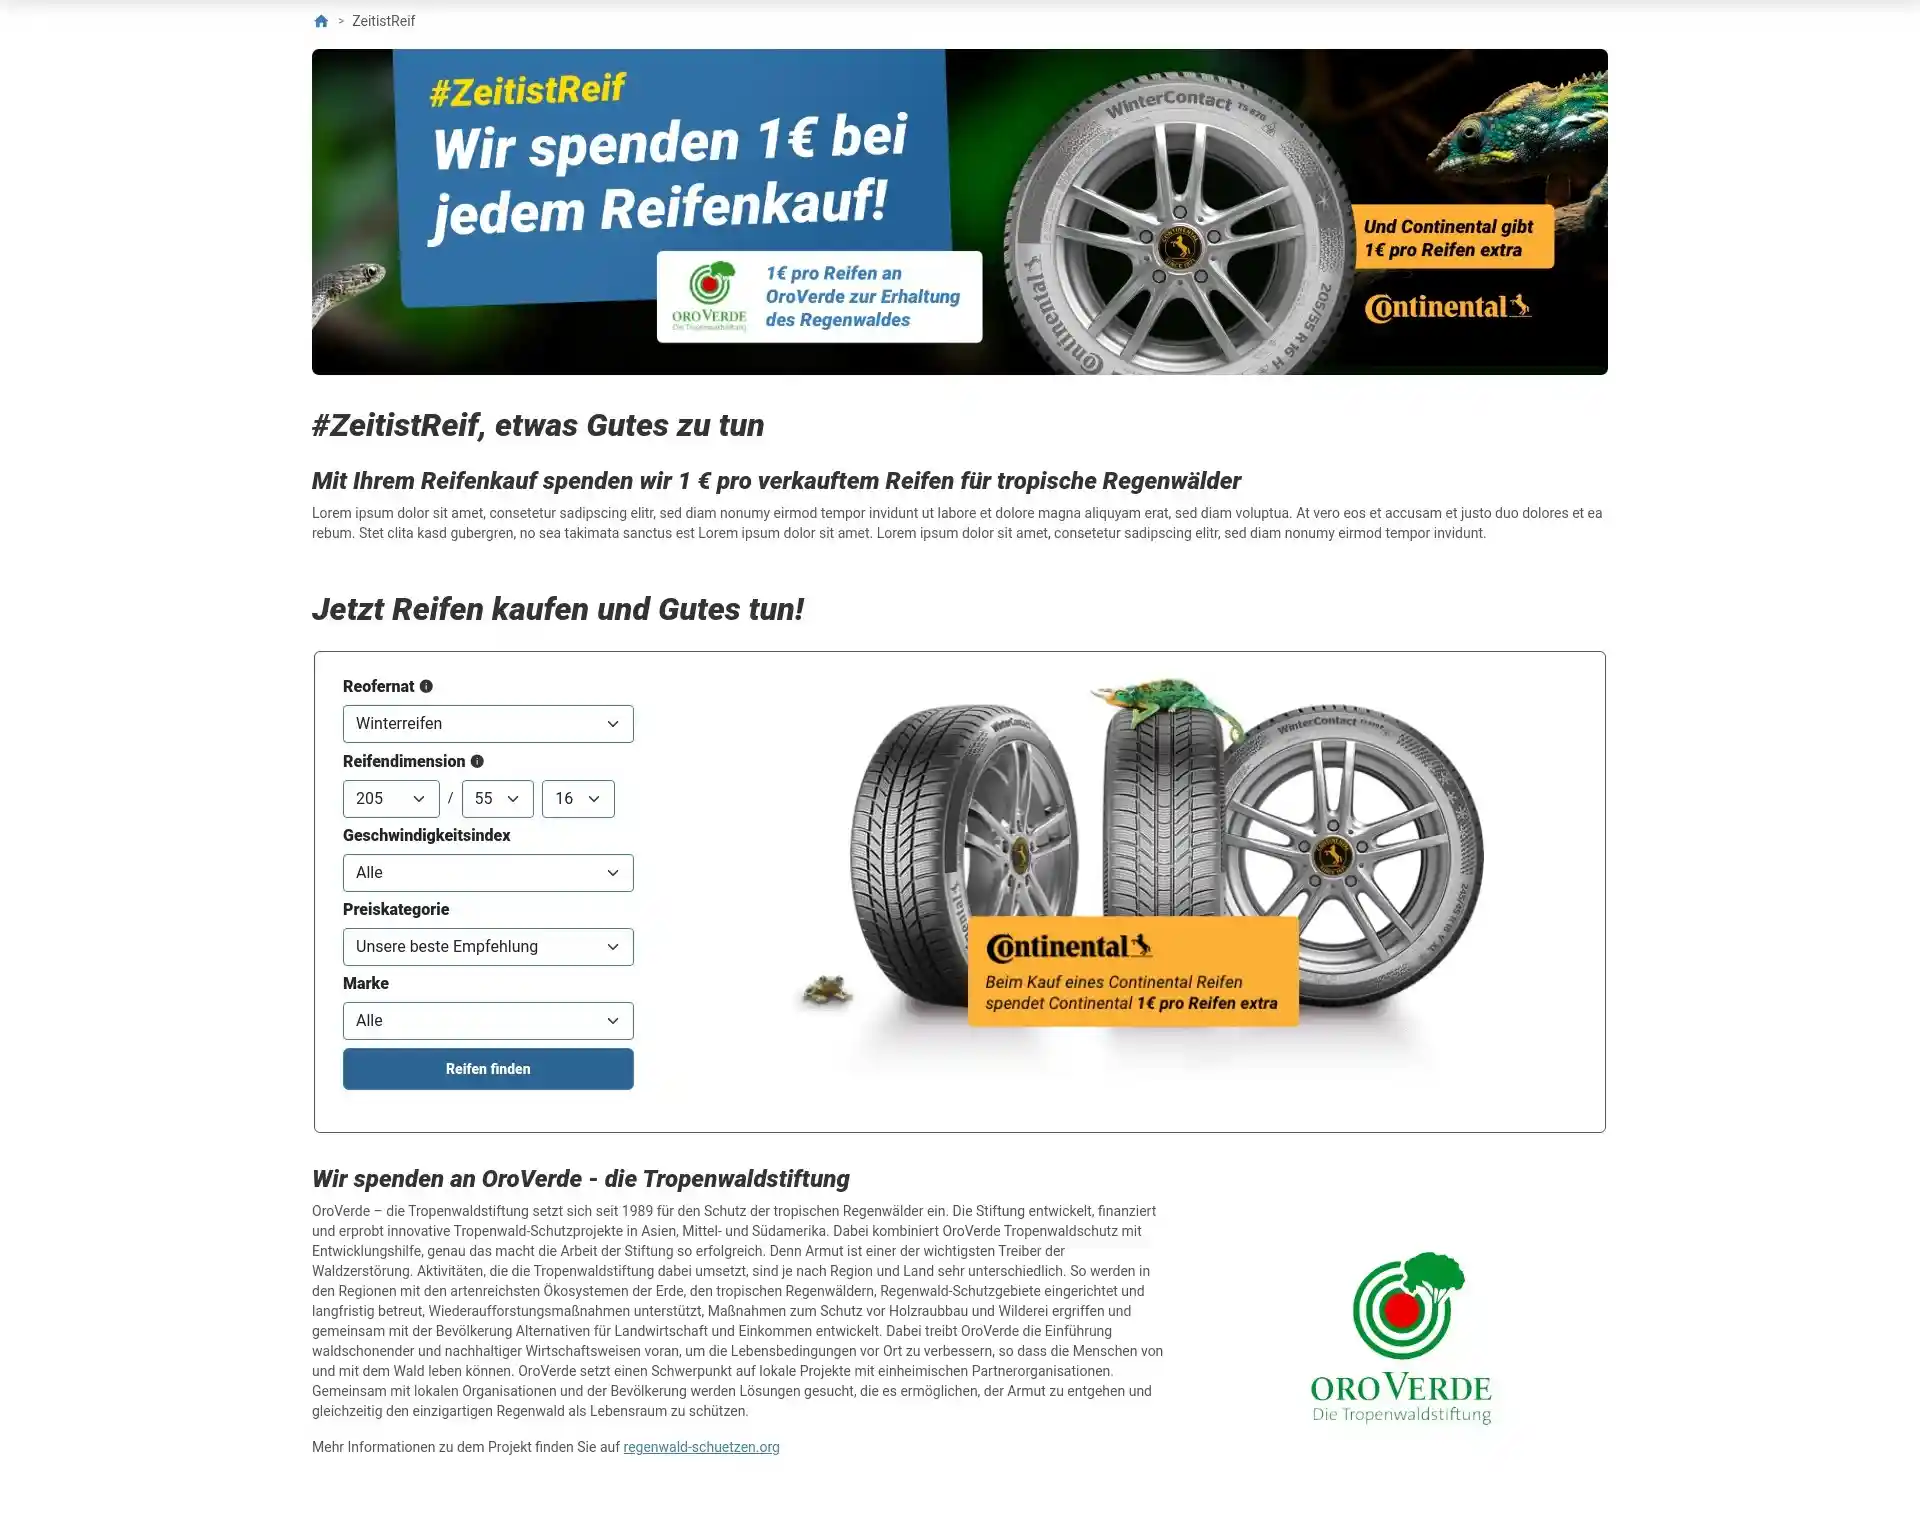 > ZeitistReif
#ZeitistReif
Wir spenden 1€ bei
jedem Reifenkauf!
ORO VERDE
Die Tropenwaldstiftung
1€ pro Reifen an
OroVerde zur Erhaltung
des Regenwaldes
WinterContact TS 870
CONTINENTAL
Continental
205/55 R 16 H
Und Continental gibt
1€ pro Reifen extra
Continental
#ZeitistReif, etwas Gutes zu tun
Mit Ihrem Reifenkauf spenden wir 1 € pro verkauftem Reifen für tropische Regenwälder
Lorem ipsum dolor sit amet, consetetur sadipscing elitr, sed diam nonumy eirmod tempor invidunt ut labore et dolore magna aliquyam erat, sed diam voluptua. At vero eos et accusam et justo duo dolores et ea
rebum. Stet clita kasd gubergren, no sea takimata sanctus est Lorem ipsum dolor sit amet. Lorem ipsum dolor sit amet, consetetur sadipscing elitr, sed diam nonumy eirmod tempor invidunt.
Jetzt Reifen kaufen und Gutes tun!
Reofernat
Winterreifen
Reifendimension
205 / 55 16
Geschwindigkeitsindex
Alle
Preiskategorie
Unsere beste Empfehlung
Marke
Alle
Reifen finden
WinterContact
WinterContact
CONTINENTAL
Continental
Beim Kauf eines Continental Reifen
spendet Continental 1€ pro Reifen extra
Wir spenden an OroVerde - die Tropenwaldstiftung
OroVerde – die Tropenwaldstiftung setzt sich seit 1989 für den Schutz der tropischen Regenwälder ein. Die Stiftung entwickelt, finanziert
und erprobt innovative Tropenwald-Schutzprojekte in Asien, Mittel- und Südamerika. Dabei kombiniert OroVerde Tropenwaldschutz mit
Entwicklungshilfe, genau das macht die Arbeit der Stiftung so erfolgreich. Denn Armut ist einer der wichtigsten Treiber der
Waldzerstörung. Aktivitäten, die die Tropenwaldstiftung dabei umsetzt, sind je nach Region und Land sehr unterschiedlich. So werden in
den Regionen mit den artenreichsten Ökosystemen der Erde, den tropischen Regenwäldern, Regenwald-Schutzgebiete eingerichtet und
langfristig betreut, Wiederaufforstungsmaßnahmen unterstützt, Maßnahmen zum Schutz vor Holzraubbau und Wilderei ergriffen und
gemeinsam mit der Bevölkerung Alternativen für Landwirtschaft und Einkommen entwickelt. Dabei treibt OroVerde die Einführung
waldschonender und nachhaltiger Wirtschaftsweisen voran, um die Lebensbedingungen vor Ort zu verbessern, so dass die Menschen von
und mit dem Wald leben können. OroVerde setzt einen Schwerpunkt auf lokale Projekte mit einheimischen Partnerorganisationen.
Gemeinsam mit lokalen Organisationen und der Bevölkerung werden Lösungen gesucht, die es ermöglichen, der Armut zu entgehen und
gleichzeitig den einzigartigen Regenwald als Lebensraum zu schützen.
Mehr Informationen zu dem Projekt finden Sie auf regenwald-schuetzen.org
ORO VERDE
Die Tropenwaldstiftung